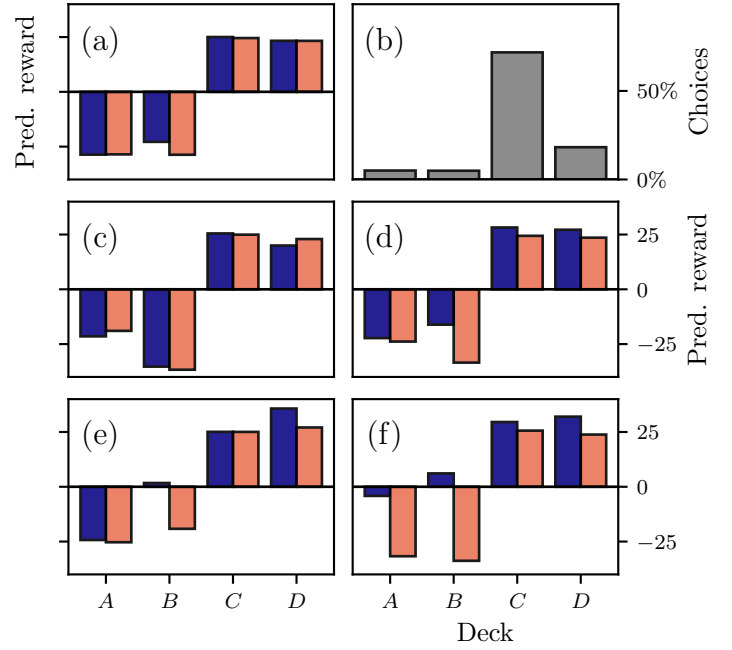 Pred. reward
(a)
(b)
50%
0%
Choices
(c)
(d)
25
0
−25
Pred. reward
(e)
(f)
25
0
−25
A B C D
A B C D
Deck